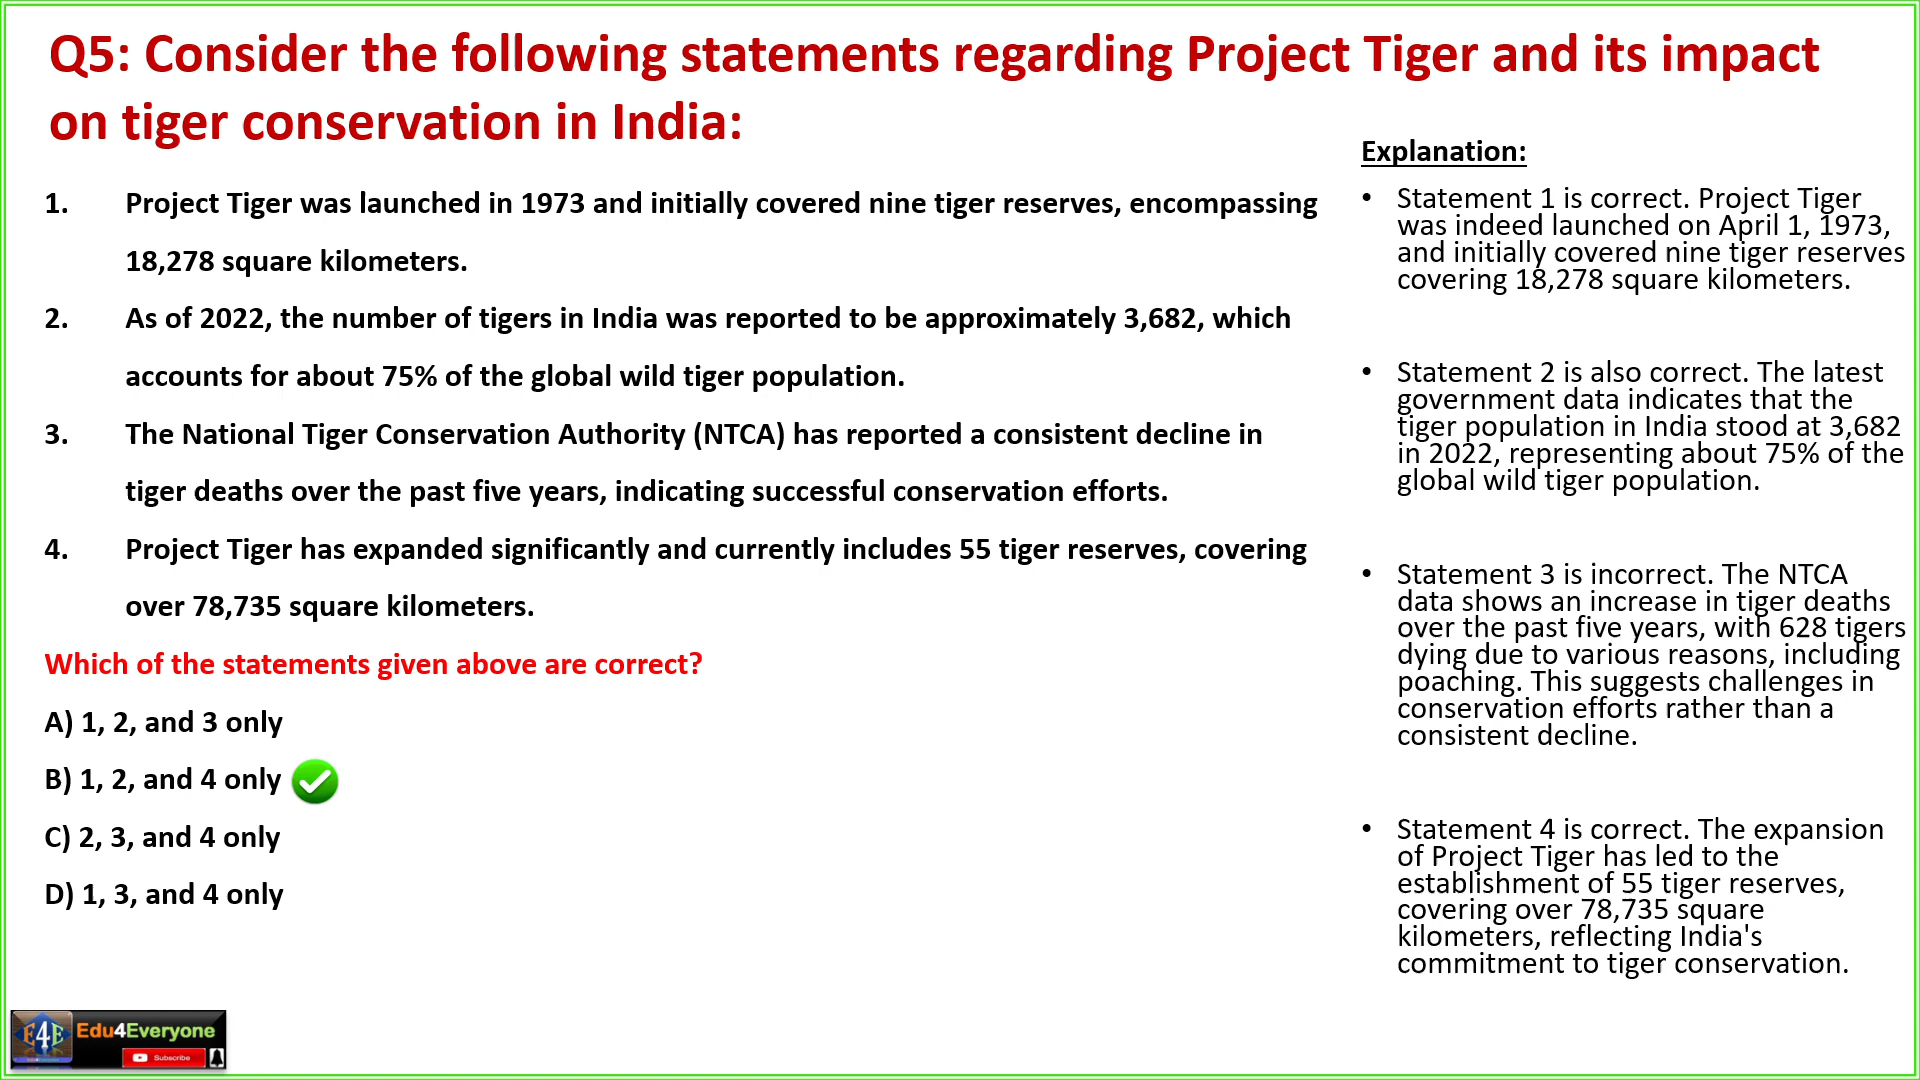 Q5: Consider the following statements regarding Project Tiger and its impact
on tiger conservation in India:
1. Project Tiger was launched in 1973 and initially covered nine tiger reserves, encompassing
18,278 square kilometers.
2. As of 2022, the number of tigers in India was reported to be approximately 3,682, which
accounts for about 75% of the global wild tiger population.
3. The National Tiger Conservation Authority (NTCA) has reported a consistent decline in
tiger deaths over the past five years, indicating successful conservation efforts.
4. Project Tiger has expanded significantly and currently includes 55 tiger reserves, covering
over 78,735 square kilometers.
Which of the statements given above are correct?
A) 1, 2, and 3 only
B) 1, 2, and 4 only
C) 2, 3, and 4 only
D) 1, 3, and 4 only
Explanation:
• Statement 1 is correct. Project Tiger
was indeed launched on April 1, 1973,
and initially covered nine tiger reserves
covering 18,278 square kilometers.
• Statement 2 is also correct. The latest
government data indicates that the
tiger population in India stood at 3,682
in 2022, representing about 75% of the
global wild tiger population.
• Statement 3 is incorrect. The NTCA
data shows an increase in tiger deaths
over the past five years, with 628 tigers
dying due to various reasons, including
poaching. This suggests challenges in
conservation efforts rather than a
consistent decline.
• Statement 4 is correct. The expansion
of Project Tiger has led to the
establishment of 55 tiger reserves,
covering over 78,735 square
kilometers, reflecting India's
commitment to tiger conservation.
E4E
Edu4Everyone
Subscribe